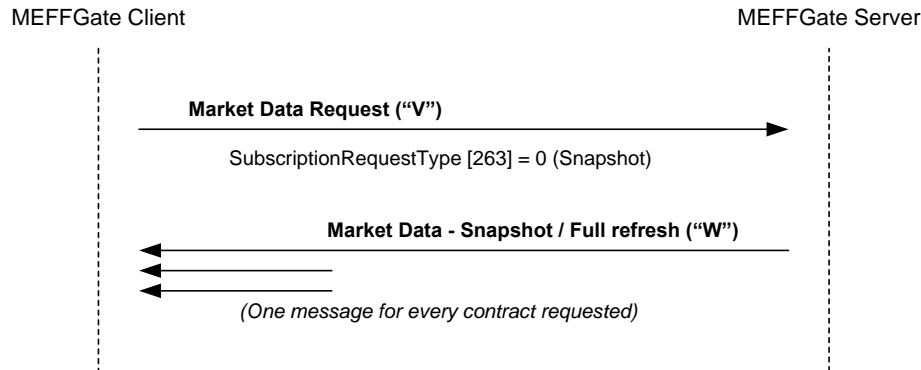 MEFFGate Client
MEFFGate Server
Market Data Request (“V”)
SubscriptionRequestType [263] = 0 (Snapshot)
Market Data - Snapshot / Full refresh (“W”)
(One message for every contract requested)